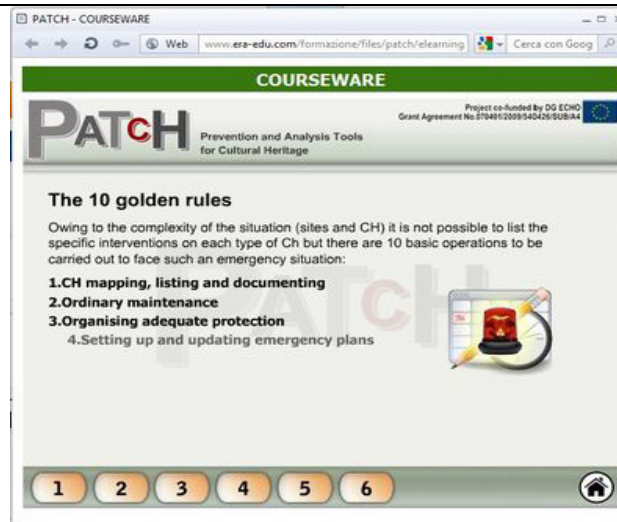 PATCH - COURSEWARE
Web www.era-edu.com/formazione/files/patch/elearning Cerca con Goog
COURSEWARE
PATCH
Prevention and Analysis Tools
for Cultural Heritage
Project co-funded by DG ECHO
Grant Agreement No.070401/2009/540426/SUB/A4
The 10 golden rules
Owing to the complexity of the situation (sites and CH) it is not possible to list the
specific interventions on each type of Ch but there are 10 basic operations to be
carried out to face such an emergency situation:
1.CH mapping, listing and documenting
2.Ordinary maintenance
3.Organising adequate protection
4.Setting up and updating emergency plans
PATCH
1 2 3 4 5 6